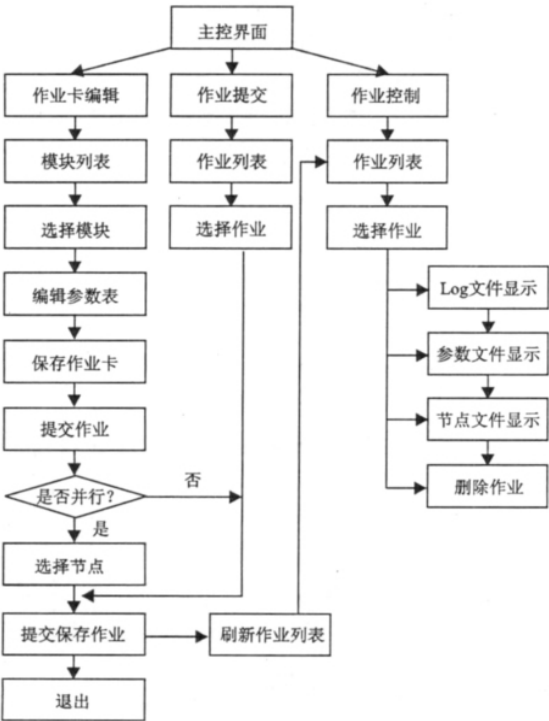 主控界面
作业卡编辑
作业提交
作业控制
模块列表
作业列表
作业列表
选择模块
选择作业
选择作业
编辑参数表
Log文件显示
保存作业卡
参数文件显示
提交作业
节点文件显示
是否并行?
否
删除作业
是
选择节点
提交保存作业
刷新作业列表
退出